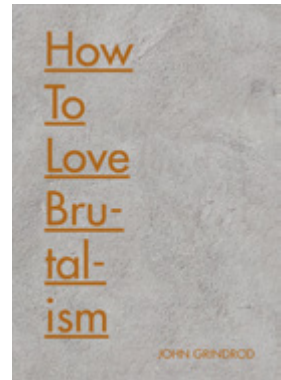 How
To
Love
Bru-
tal-
ism
JOHN GRINDROD